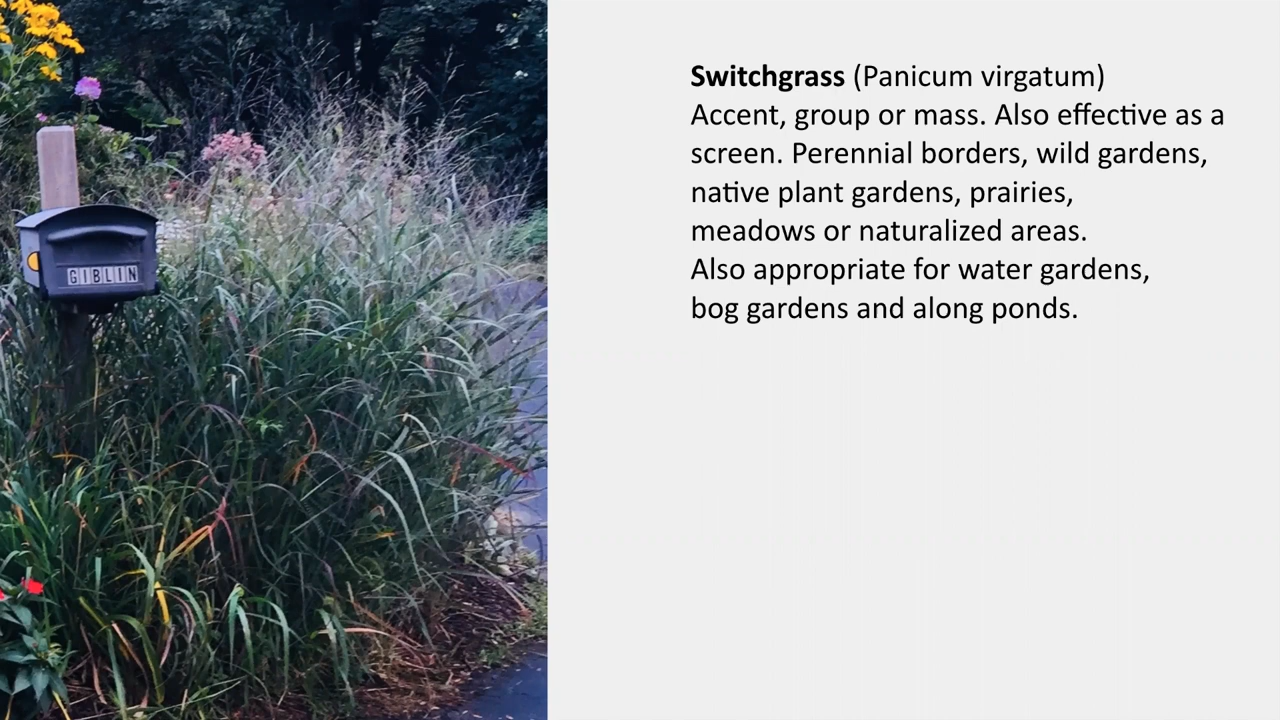 GIBLIN
Switchgrass (Panicum virgatum)
Accent, group or mass. Also effective as a
screen. Perennial borders, wild gardens,
native plant gardens, prairies,
meadows or naturalized areas.
Also appropriate for water gardens,
bog gardens and along ponds.